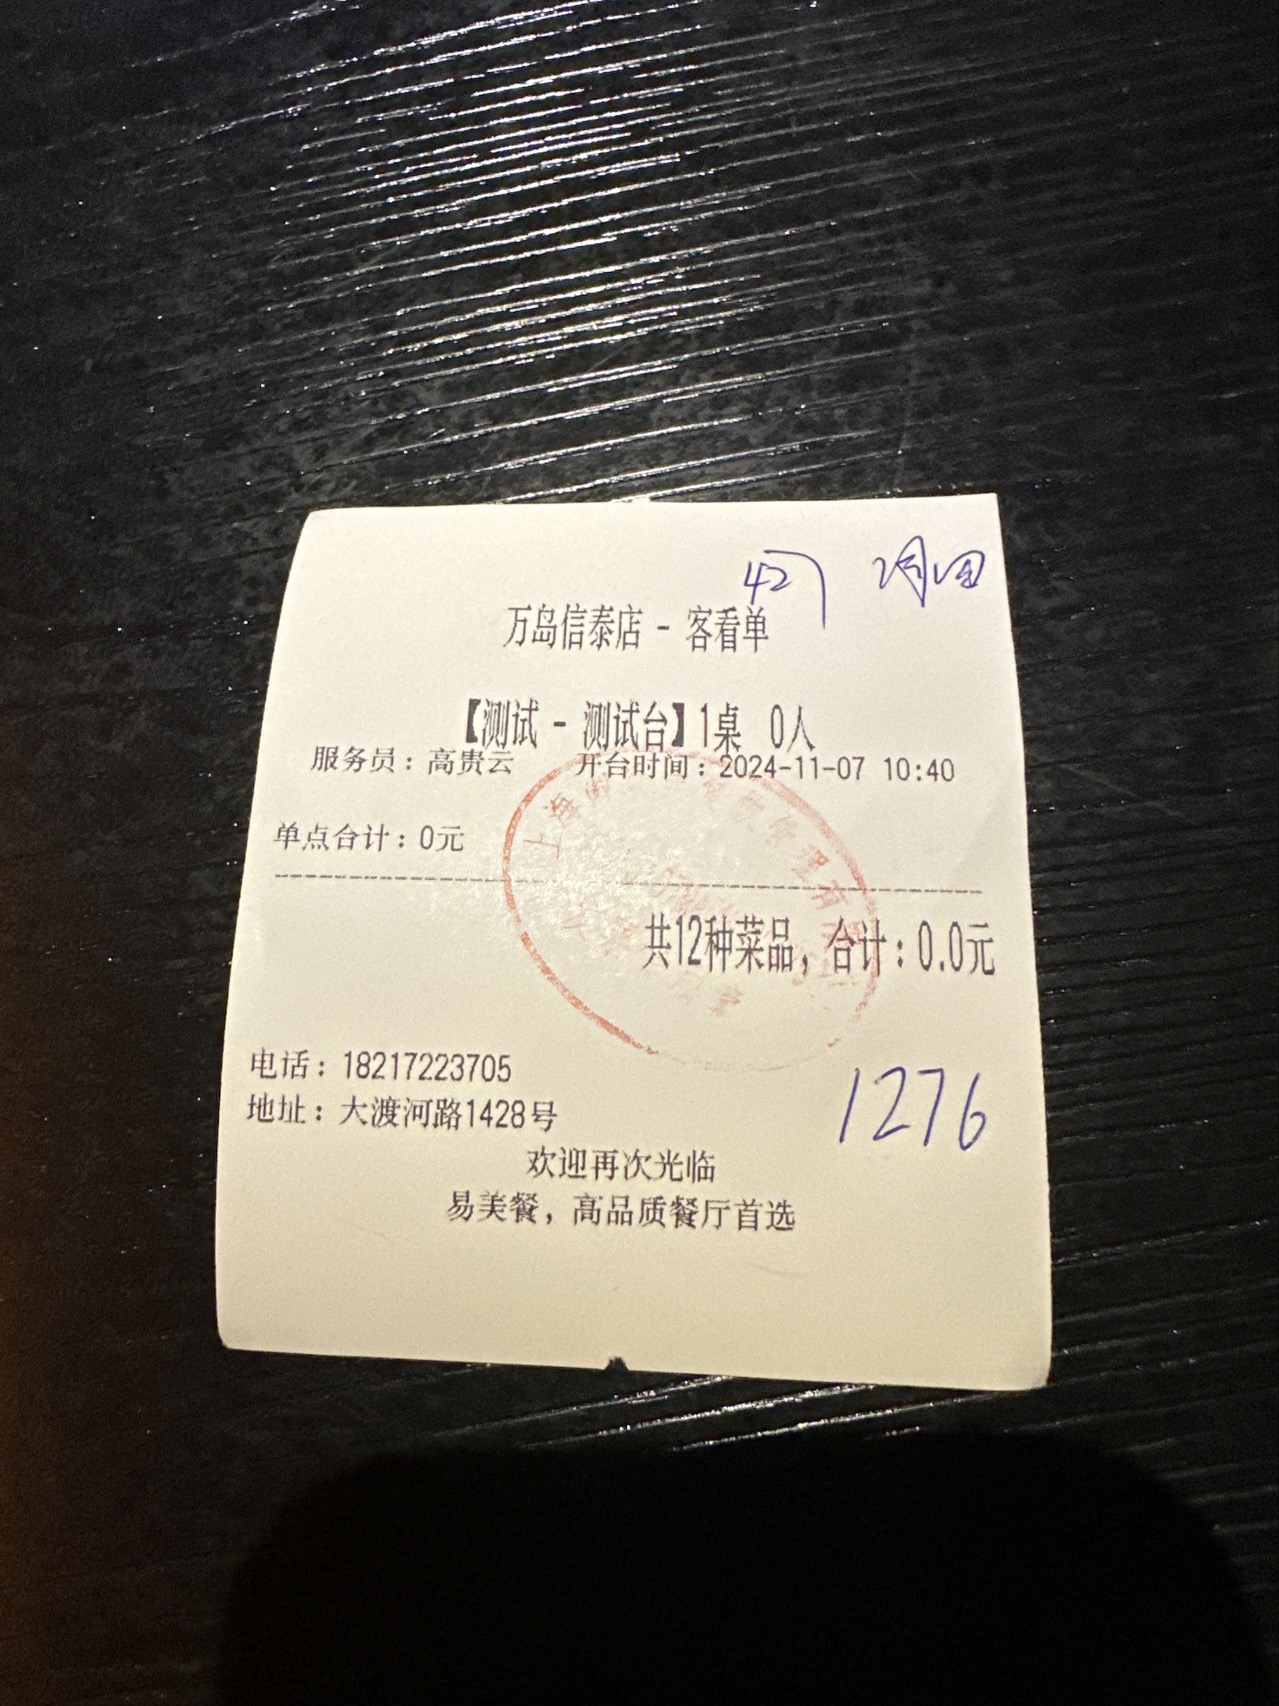 427
万岛信泰店 - 客看单
【测试 - 测试台】1桌 0人
服务员：高贵云 开台时间：2024-11-07 10:40
单点合计：0元
共12种菜品，合计：0.0元
电话：18217223705
地址：大渡河路1428号
1276
欢迎再次光临
易美餐，高品质餐厅首选